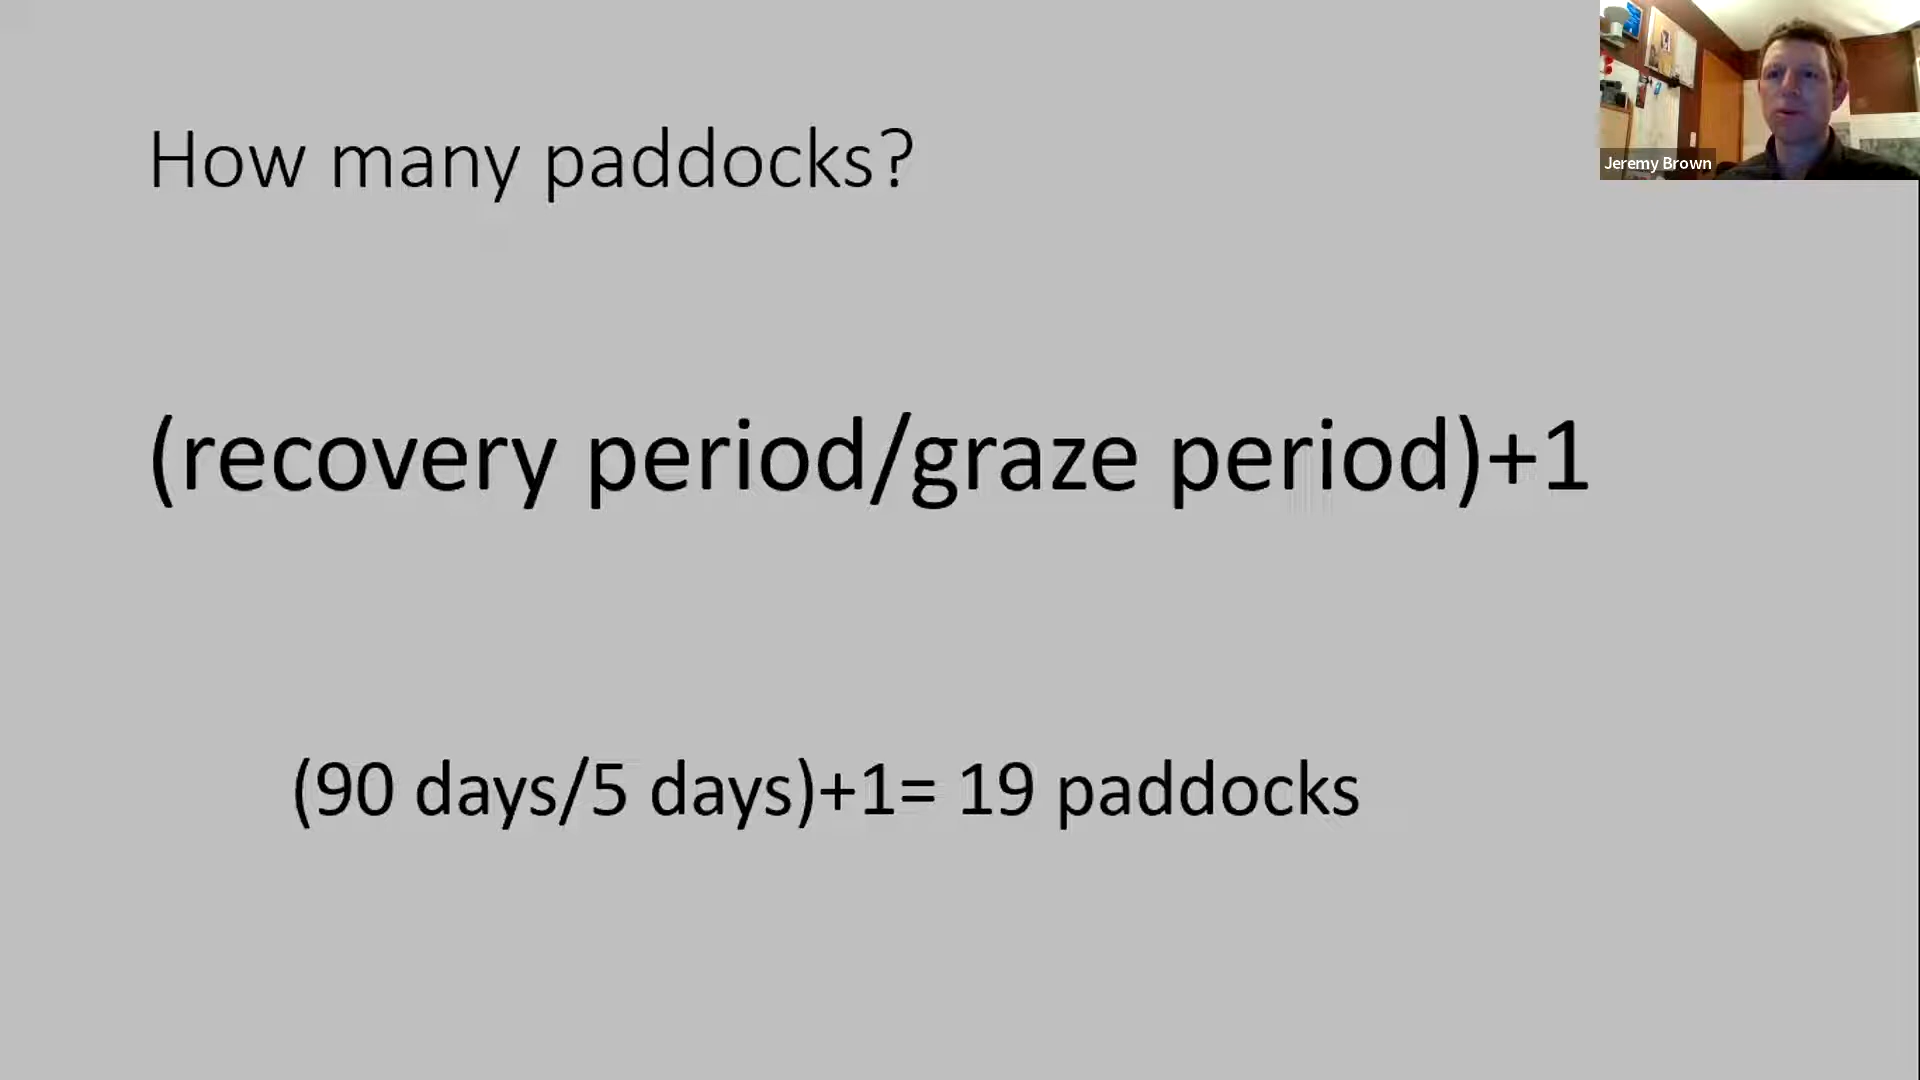 How many paddocks?
Jeremy Brown
(recovery period/graze period)+1
(90 days/5 days)+1= 19 paddocks